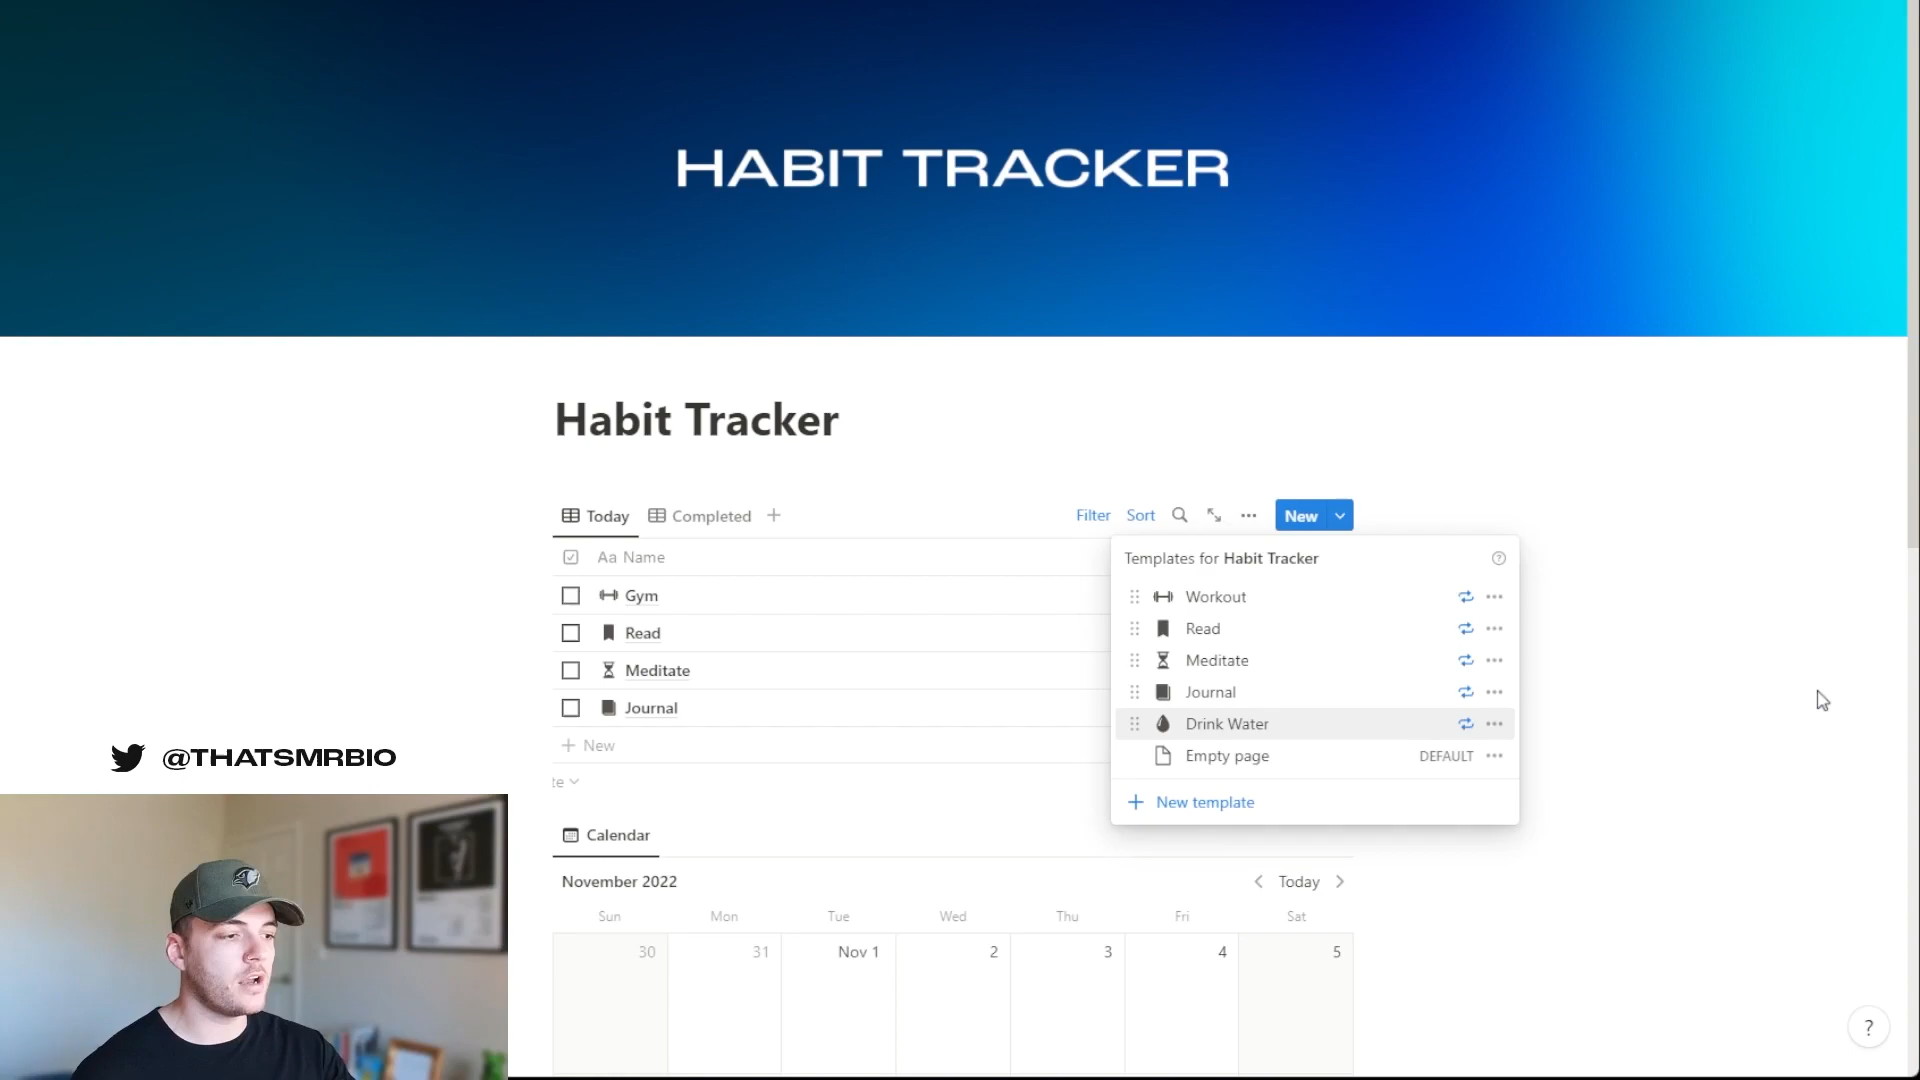 HABIT TRACKER
Habit Tracker
Today Completed Filter Sort New
Aa Name
Gym
Read
Meditate
Journal
New
te
Templates for Habit Tracker
Workout
Read
Meditate
Journal
Drink Water
Empty page DEFAULT
New template
@THATSMRBIO
Calendar
November 2022 Today
Sun Mon Tue Wed Thu Fri Sat
30 31 Nov 1 2 3 4 5
?